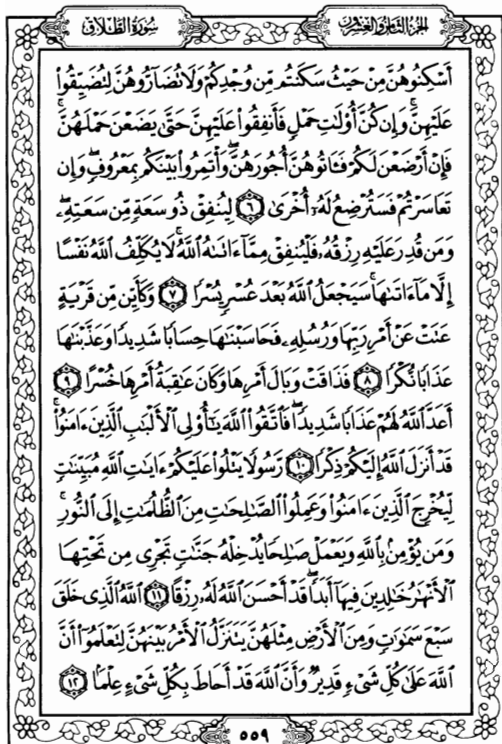 الجزء الثامن والعشرون
سورة الطلاق
أَسْكِنُوهُنَّ مِنْ حَيْثُ سَكَنتُم مِّن وُجْدِكُمْ وَلَا تُضَآرُّوهُنَّ لِتُضَيِّقُوا۟
عَلَيْهِنَّ ۚ وَإِن كُنَّ أُو۟لَـٰتِ حَمْلٍ فَأَنفِقُوا۟ عَلَيْهِنَّ حَتَّىٰ يَضَعْنَ حَمْلَهُنَّ ۚ
فَإِنْ أَرْضَعْنَ لَكُمْ فَـَٔاتُوهُنَّ أُجُورَهُنَّ ۖ وَأْتَمِرُوا۟ بَيْنَكُم بِمَعْرُوفٍ ۖ وَإِن
تَعَاسَرْتُمْ فَسَتُرْضِعُ لَهُۥٓ أُخْرَىٰ ٦ لِيُنفِقْ ذُو سَعَةٍ مِّن سَعَتِهِۦ ۖ
وَمَن قُدِرَ عَلَيْهِ رِزْقُهُۥ فَلْيُنفِقْ مِمَّآ ءَاتَىٰهُ ٱللَّهُ ۚ لَا يُكَلِّفُ ٱللَّهُ نَفْسًا
إِلَّا مَآ ءَاتَىٰهَا ۚ سَيَجْعَلُ ٱللَّهُ بَعْدَ عُسْرٍ يُسْرًا ٧ وَكَأَيِّن مِّن قَرْيَةٍ
عَتَتْ عَنْ أَمْرِ رَبِّهَا وَرُسُلِهِۦ فَحَاسَبْنَـٰهَا حِسَابًا شَدِيدًا وَعَذَّبْنَـٰهَا
عَذَابًا نُّكْرًا ٨ فَذَاقَتْ وَبَالَ أَمْرِهَا وَكَانَ عَـٰقِبَةُ أَمْرِهَا خُسْرًا ٩
أَعَدَّ ٱللَّهُ لَهُمْ عَذَابًا شَدِيدًا ۖ فَٱتَّقُوا۟ ٱللَّهَ يَـٰٓأُو۟لِى ٱلْأَلْبَـٰبِ ٱلَّذِينَ ءَامَنُوا۟ ۚ
قَدْ أَنزَلَ ٱللَّهُ إِلَيْكُمْ ذِكْرًا ١٠ رَّسُولًا يَتْلُوا۟ عَلَيْكُمْ ءَايَـٰتِ ٱللَّهِ مُبَيِّنَـٰتٍ
لِّيُخْرِجَ ٱلَّذِينَ ءَامَنُوا۟ وَعَمِلُوا۟ ٱلصَّـٰلِحَـٰتِ مِنَ ٱلظُّلُمَـٰتِ إِلَى ٱلنُّورِ ۚ
وَمَن يُؤْمِنۢ بِٱللَّهِ وَيَعْمَلْ صَـٰلِحًا يُدْخِلْهُ جَنَّـٰتٍ تَجْرِى مِن تَحْتِهَا
ٱلْأَنْهَـٰرُ خَـٰلِدِينَ فِيهَآ أَبَدًا ۖ قَدْ أَحْسَنَ ٱللَّهُ لَهُۥ رِزْقًا ١١ ٱللَّهُ ٱلَّذِى خَلَقَ
سَبْعَ سَمَـٰوَٰتٍ وَمِنَ ٱلْأَرْضِ مِثْلَهُنَّ يَتَنَزَّلُ ٱلْأَمْرُ بَيْنَهُنَّ لِتَعْلَمُوٓا۟ أَنَّ
ٱللَّهَ عَلَىٰ كُلِّ شَىْءٍ قَدِيرٌ وَأَنَّ ٱللَّهَ قَدْ أَحَاطَ بِكُلِّ شَىْءٍ عِلْمًۢا ١٢
٥٥٩